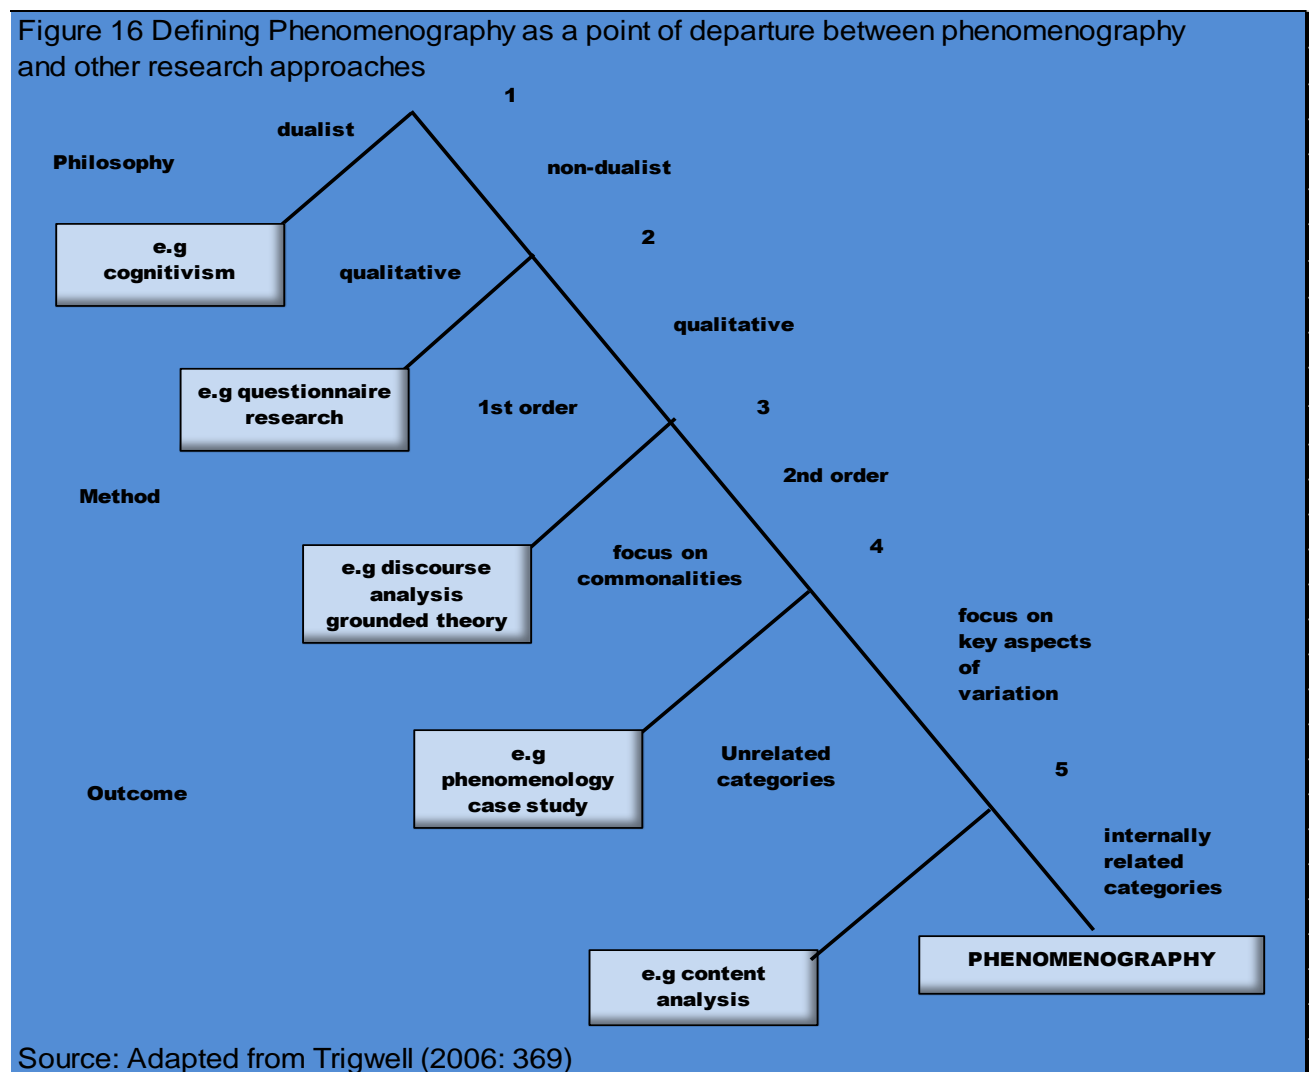 Figure 16 Defining Phenomenography as a point of departure between phenomenography
and other research approaches
1
dualist
Philosophy
non-dualist
e.g
cognitivism
2
qualitative
qualitative
e.g questionnaire
research
1st order
3
2nd order
Method
4
e.g discourse
analysis
grounded theory
focus on
commonalities
focus on
key aspects
of
variation
e.g
phenomenology
case study
Unrelated
categories
5
Outcome
internally
related
categories
PHENOMENOGRAPHY
e.g content
analysis
Source: Adapted from Trigwell (2006: 369)